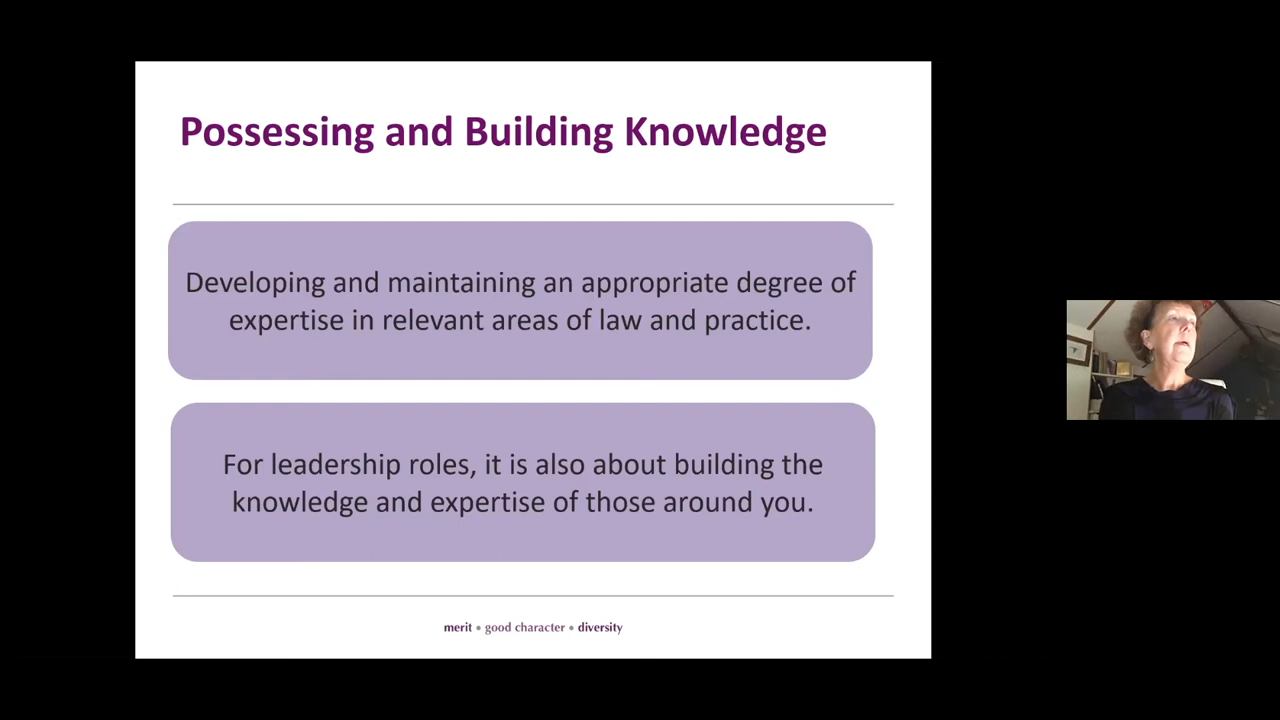 Possessing and Building Knowledge
Developing and maintaining an appropriate degree of
expertise in relevant areas of law and practice.
For leadership roles, it is also about building the
knowledge and expertise of those around you.
merit • good character • diversity